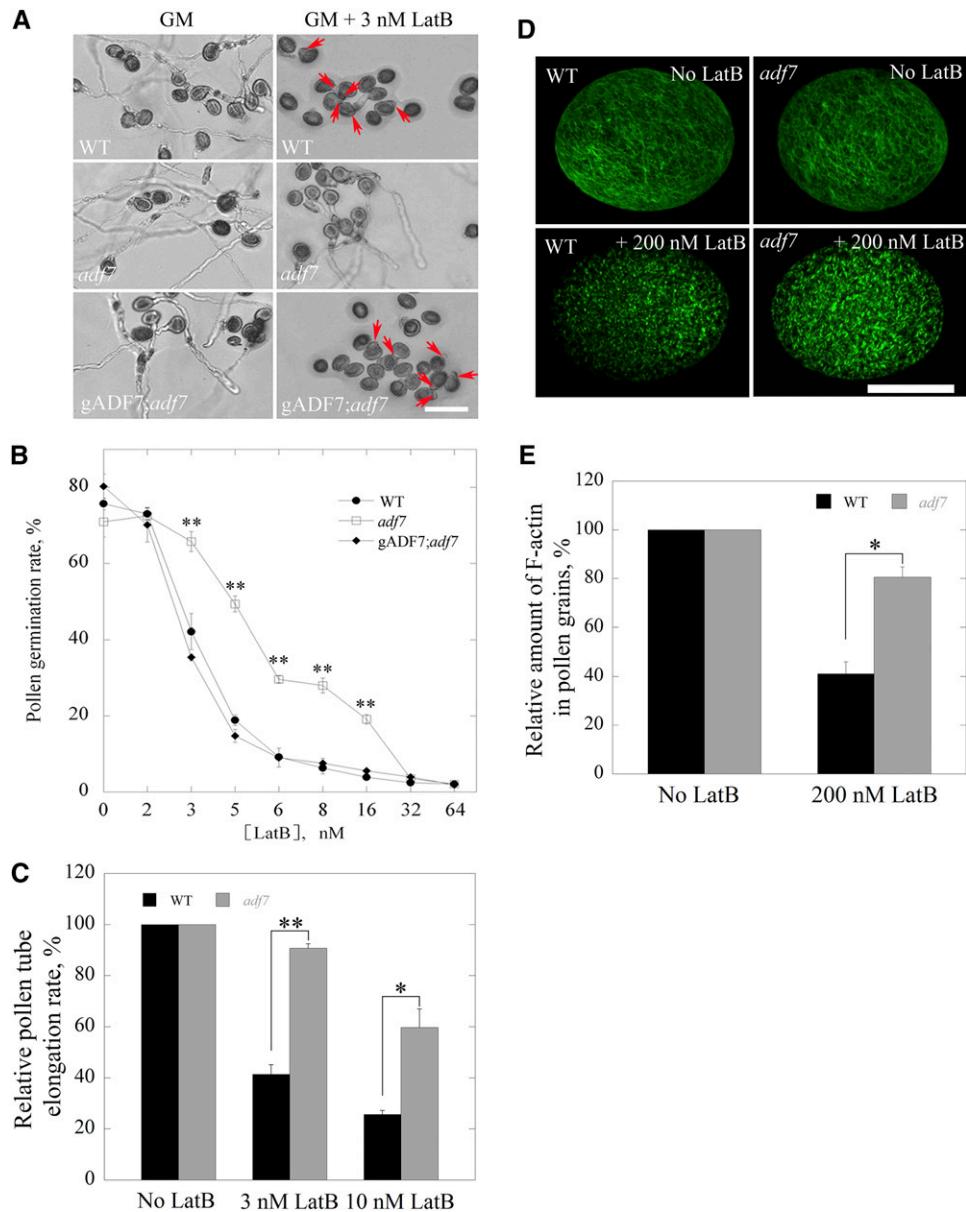 A
GM
GM + 3 nM LatB
WT
WT
adf7
adf7
gADF7;adf7
gADF7;adf7
B
Pollen germination rate, %
80
60
40
20
0
WT
adf7
gADF7;adf7
**
**
**
**
**
0 2 3 5 6 8 16 32 64
[LatB], nM
C
Relative pollen tube
elongation rate, %
120
100
80
60
40
20
0
WT
adf7
**
*
No LatB 3 nM LatB 10 nM LatB
D
WT
No LatB
adf7
No LatB
WT
+ 200 nM LatB
adf7
+ 200 nM LatB
E
Relative amount of F-actin
in pollen grains, %
120
100
80
60
40
20
0
WT
adf7
*
No LatB 200 nM LatB